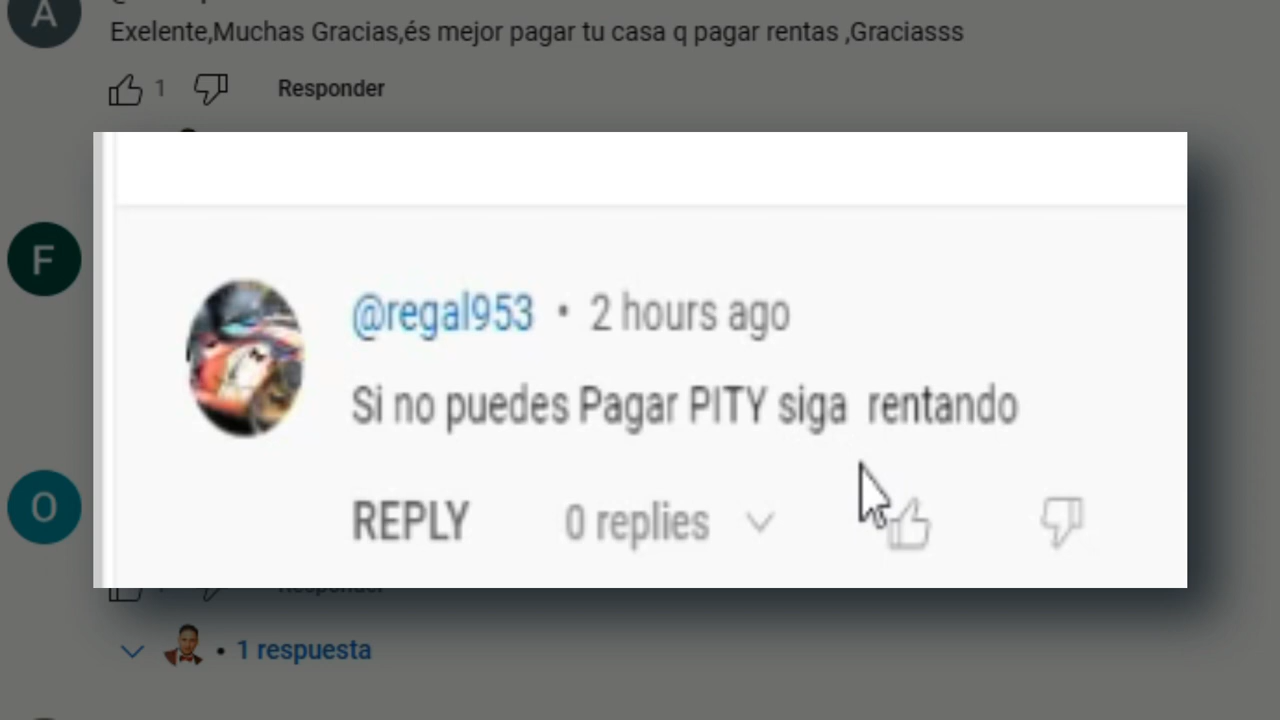 A
Exelente,Muchas Gracias,és mejor pagar tu casa q pagar rentas ,Graciasss
1
Responder
F
@regal953 • 2 hours ago
Si no puedes Pagar PITY siga rentando
O
REPLY 0 replies
Responder
• 1 respuesta